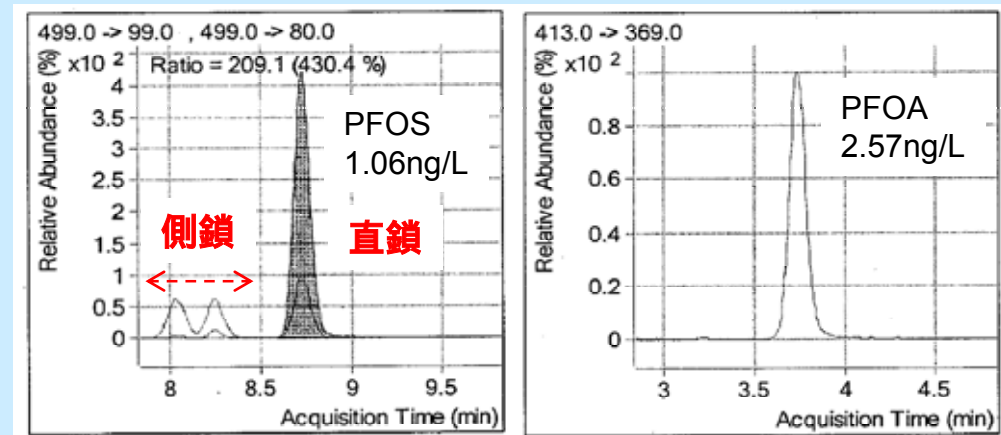 499.0 -> 99.0 , 499.0 -> 80.0
x10 2
Ratio = 209.1 (430.4 %)
Relative Abundance (%)
4
3.5
3
2.5
2
1.5
1
0.5
0
PFOS
1.06ng/L
側鎖
直鎖
8
8.5
9
9.5
Acquisition Time (min)
413.0 -> 369.0
x10 2
Relative Abundance (%)
0.8
0.6
0.4
0.2
0
PFOA
2.57ng/L
3
3.5
4
4.5
Acquisition Time (min)